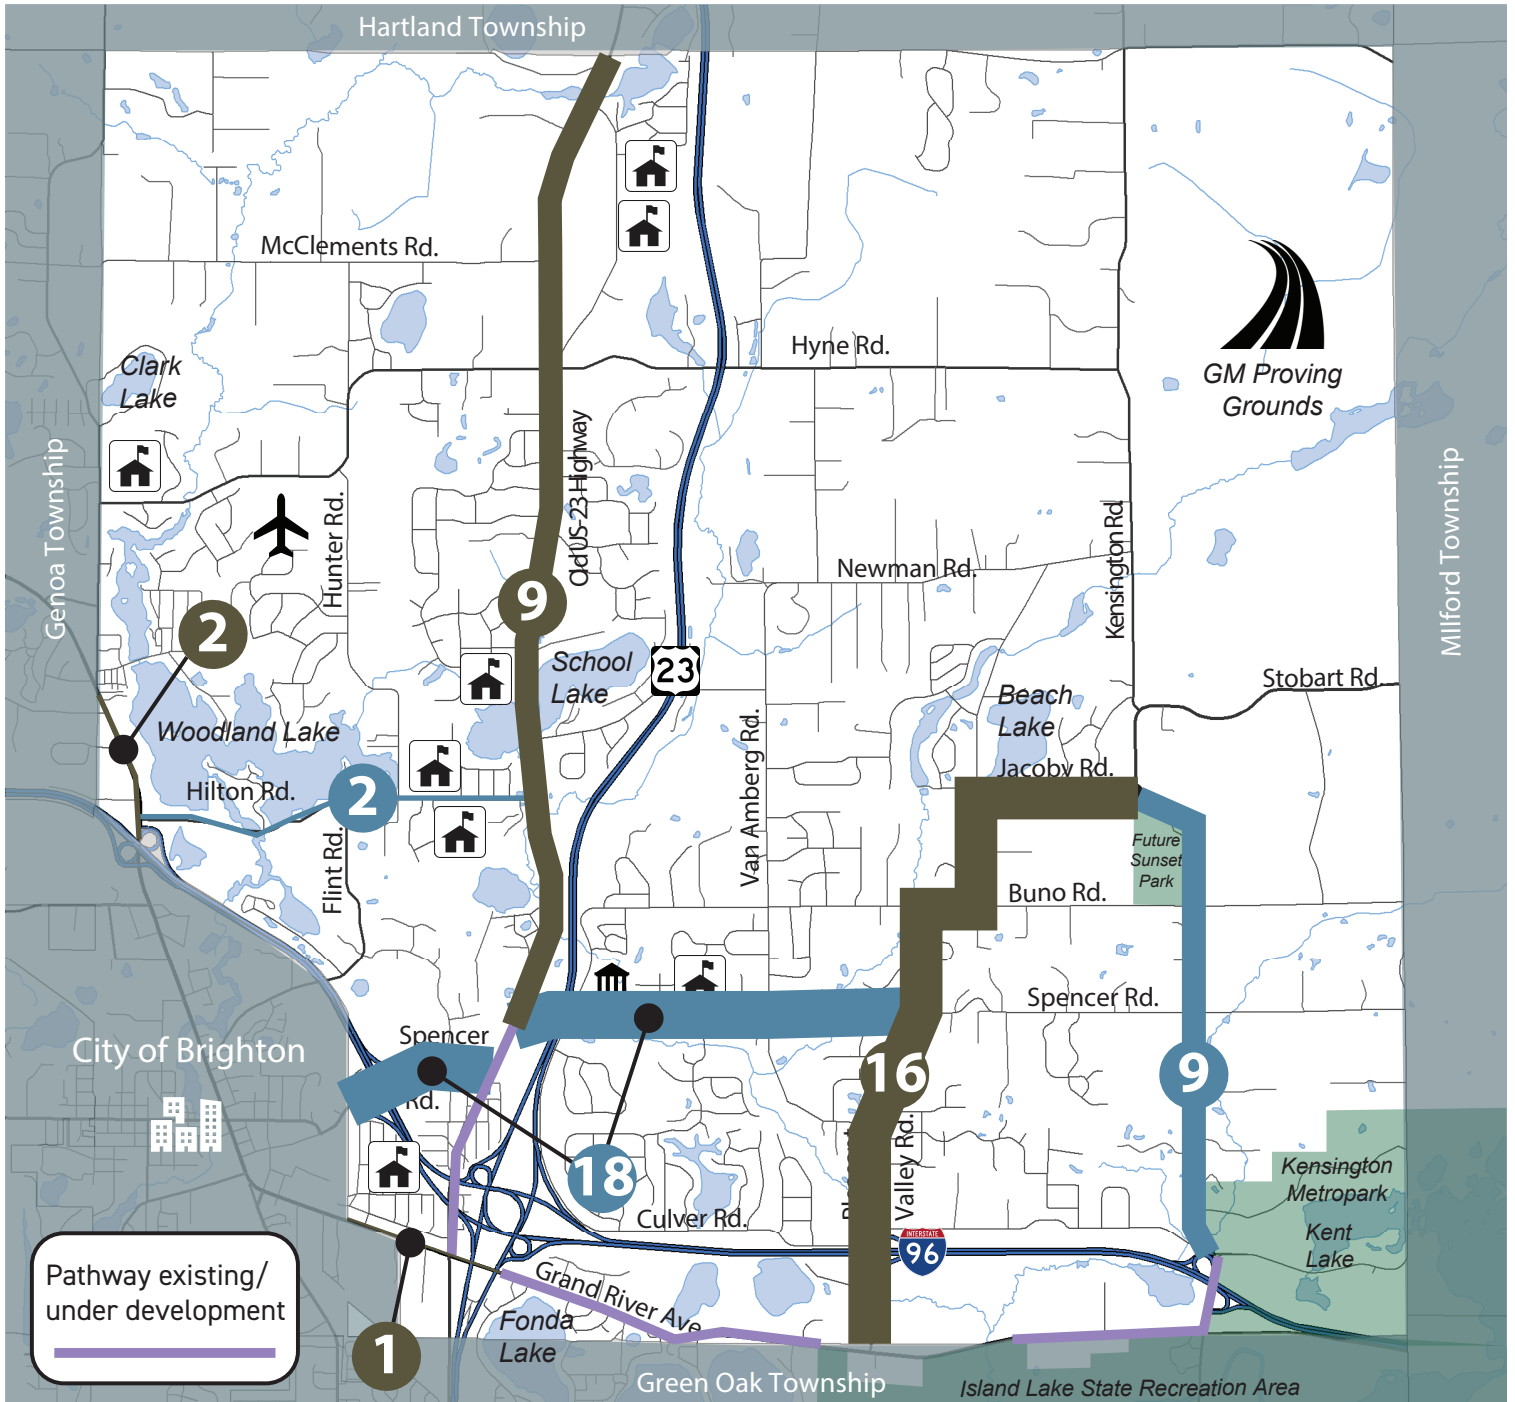 Hartland Township
McClements Rd.
Hyne Rd.
Clark
Lake
GM Proving
Grounds
Old US-23 Highway
Genoa Township
Hunter Rd.
Kensington Rd.
MIlford Township
Newman Rd.
9
2
School
Lake
23
Stobart Rd.
Beach
Lake
Woodland Lake
Van Amberg Rd.
Jacoby Rd.
Hilton Rd.
2
Flint Rd.
Future
Sunset
Park
Buno Rd.
Spencer Rd.
Spencer
Rd.
City of Brighton
16
9
Valley Rd.
18
Kensington
Metropark
Culver Rd.
Kent
Lake
INTERSTATE
96
Pathway existing/
under development
Grand River Ave
Fonda
Lake
1
Green Oak Township
Island Lake State Recreation Area